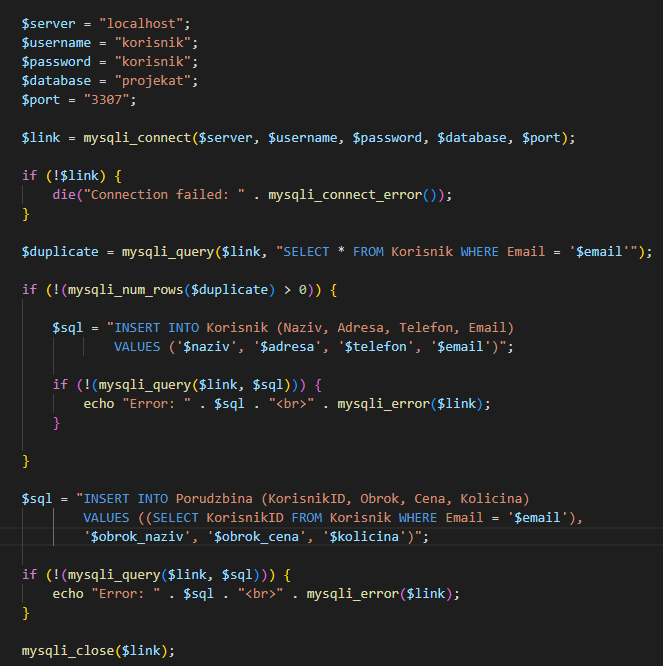 $server = "localhost";
$username = "korisnik";
$password = "korisnik";
$database = "projekat";
$port = "3307";
$link = mysqli_connect($server, $username, $password, $database, $port);
if (!$link) {
die("Connection failed: " . mysqli_connect_error());
}
$duplicate = mysqli_query($link, "SELECT * FROM Korisnik WHERE Email = '$email'");
if (!(mysqli_num_rows($duplicate) > 0)) {
$sql = "INSERT INTO Korisnik (Naziv, Adresa, Telefon, Email)
VALUES ('$naziv', '$adresa', '$telefon', '$email')";
if (!(mysqli_query($link, $sql))) {
echo "Error: " . $sql . "<br>" . mysqli_error($link);
}
}
$sql = "INSERT INTO Porudzbina (KorisnikID, Obrok, Cena, Kolicina)
VALUES ((SELECT KorisnikID FROM Korisnik WHERE Email = '$email'),
'$obrok_naziv', '$obrok_cena', '$kolicina')";
if (!(mysqli_query($link, $sql))) {
echo "Error: " . $sql . "<br>" . mysqli_error($link);
}
mysqli_close($link);